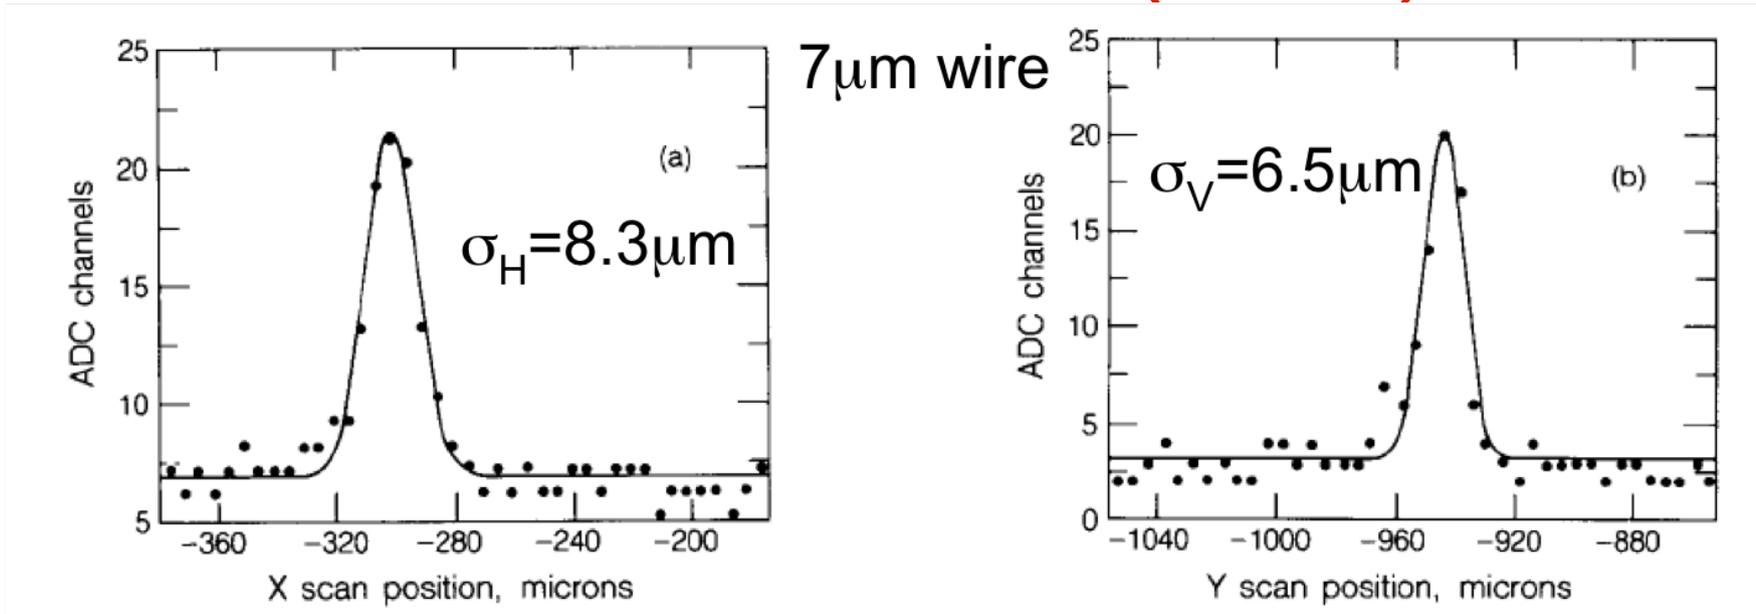 7μm wire
25
20
15
10
5
ADC channels
(a)
σH=8.3μm
−360 −320 −280 −240 −200
X scan position, microns
25
20
15
10
5
0
ADC channels
σV=6.5μm
(b)
−1040 −1000 −960 −920 −880
Y scan position, microns